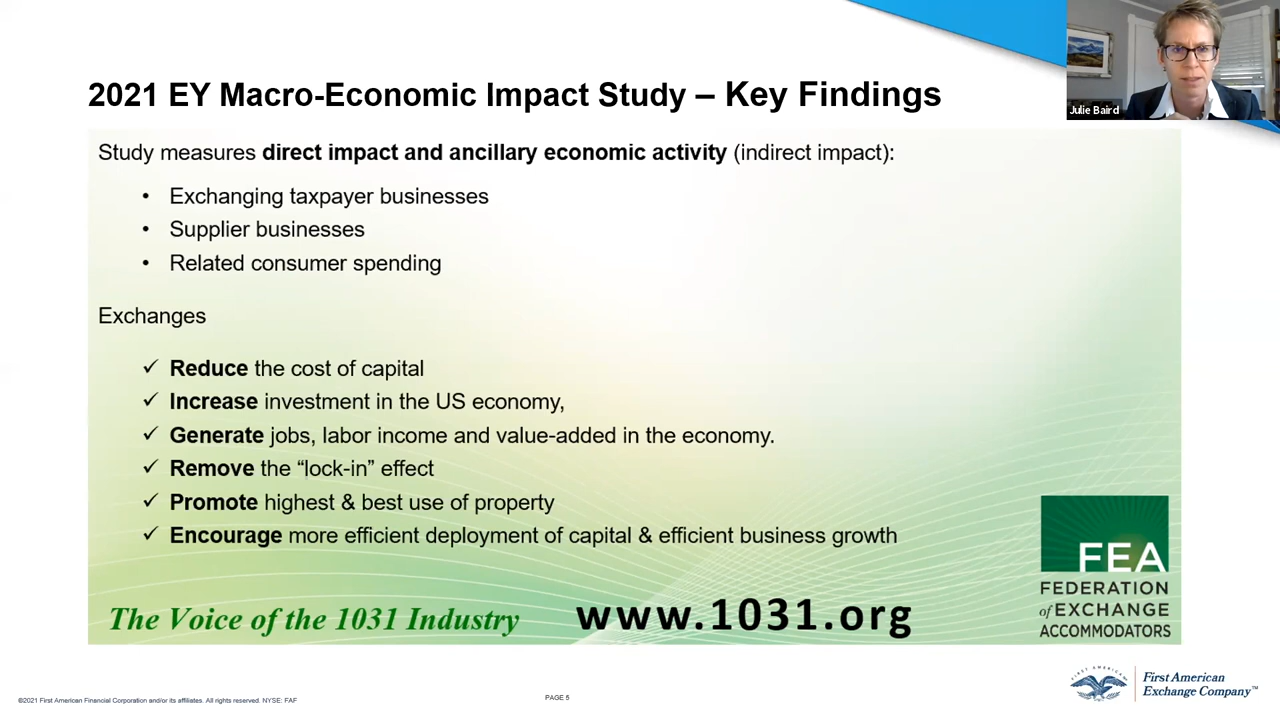 2021 EY Macro-Economic Impact Study – Key Findings
Julie Baird
Study measures direct impact and ancillary economic activity (indirect impact):
• Exchanging taxpayer businesses
• Supplier businesses
• Related consumer spending
Exchanges
✓ Reduce the cost of capital
✓ Increase investment in the US economy,
✓ Generate jobs, labor income and value-added in the economy.
✓ Remove the “lock-in” effect
✓ Promote highest & best use of property
✓ Encourage more efficient deployment of capital & efficient business growth
The Voice of the 1031 Industry
www.1031.org
FEA
FEDERATION
of EXCHANGE
ACCOMMODATORS
©2021 First American Financial Corporation and/or its affiliates. All rights reserved. NYSE: FAF
PAGE 5
FIRST AMERICAN
First American
Exchange Company™